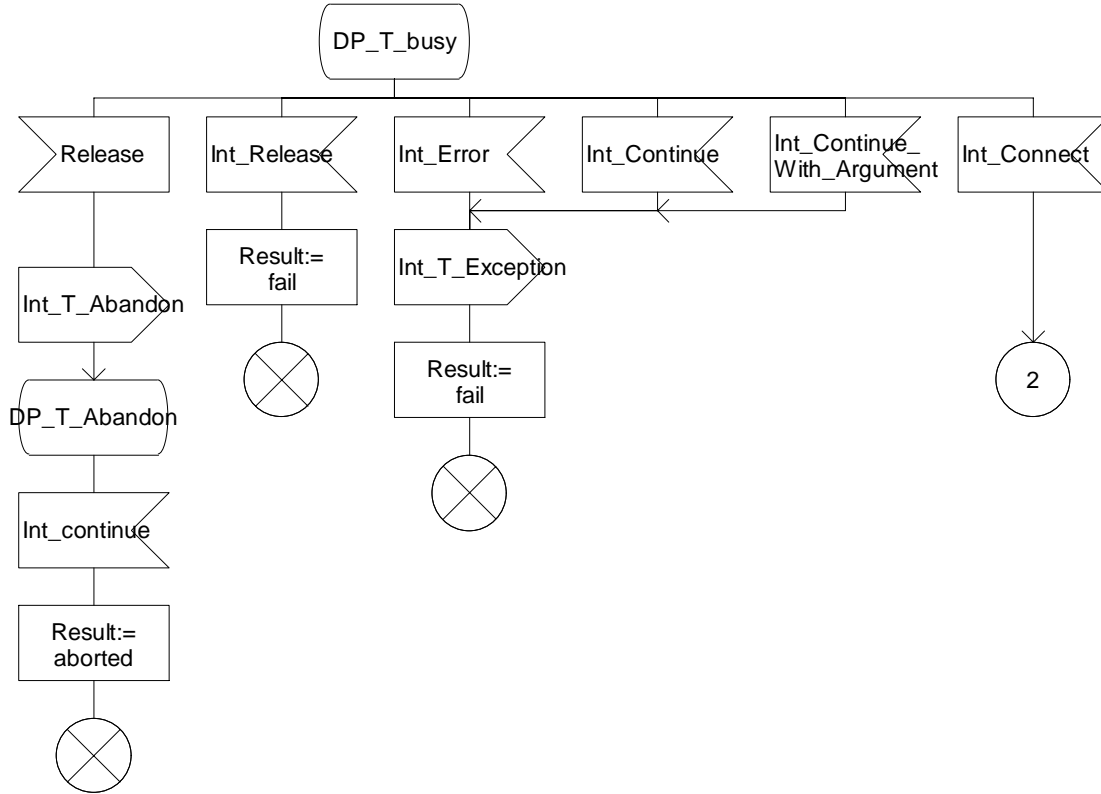 DP_T_busy
Release
Int_Release
Int_Error
Int_Continue
Int_Continue_
With_Argument
Int_Connect
Result:=
fail
Int_T_Exception
Int_T_Abandon
Result:=
fail
2
DP_T_Abandon
Int_continue
Result:=
aborted